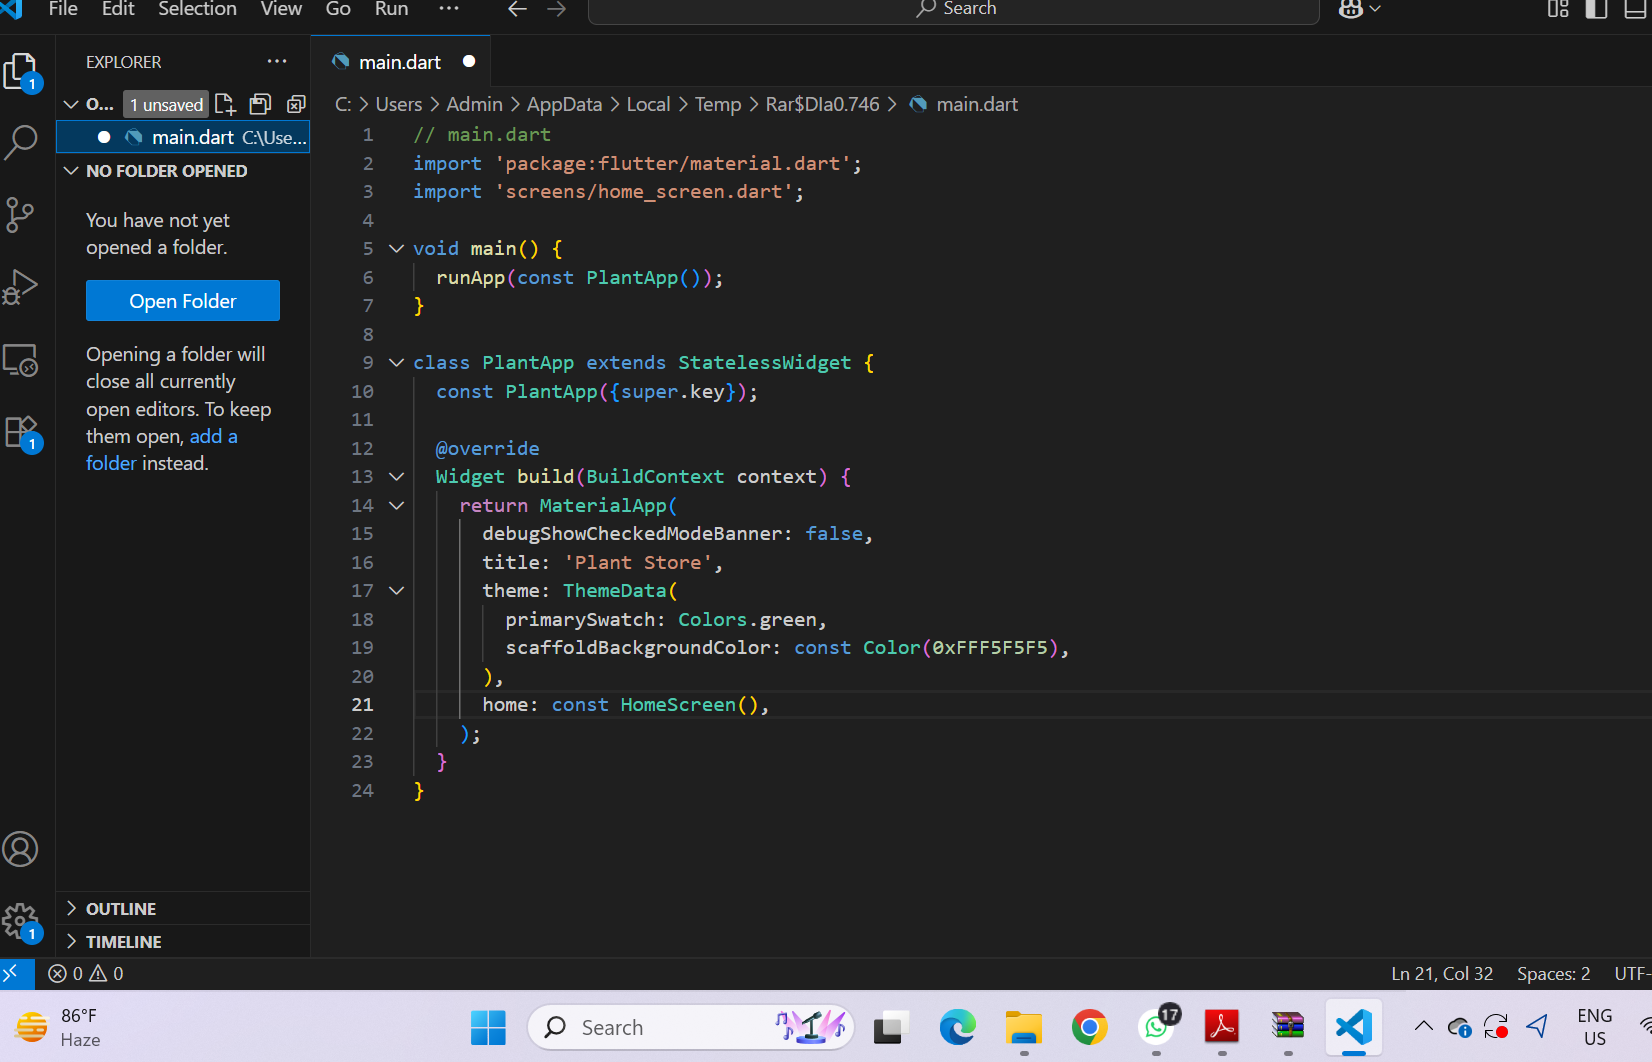 File Edit Selection View Go Run ··· Search
EXPLORER ···
O... 1 unsaved
main.dart C:\Use...
NO FOLDER OPENED
You have not yet
opened a folder.
Open Folder
Opening a folder will
close all currently
open editors. To keep
them open, add a
folder instead.
OUTLINE
TIMELINE
1
1
1
main.dart
C: > Users > Admin > AppData > Local > Temp > Rar$DIa0.746 > main.dart
1 // main.dart
2 import 'package:flutter/material.dart';
3 import 'screens/home_screen.dart';
4
5 void main() {
6 runApp(const PlantApp());
7 }
8
9 class PlantApp extends StatelessWidget {
10 const PlantApp({super.key});
11
12 @override
13 Widget build(BuildContext context) {
14 return MaterialApp(
15 debugShowCheckedModeBanner: false,
16 title: 'Plant Store',
17 theme: ThemeData(
18 primarySwatch: Colors.green,
19 scaffoldBackgroundColor: const Color(0xFFF5F5F5),
20 ),
21 home: const HomeScreen(),
22 );
23 }
24 }
0 0 Ln 21, Col 32 Spaces: 2 UTF-
86°F
Haze
Search
17
ENG
US